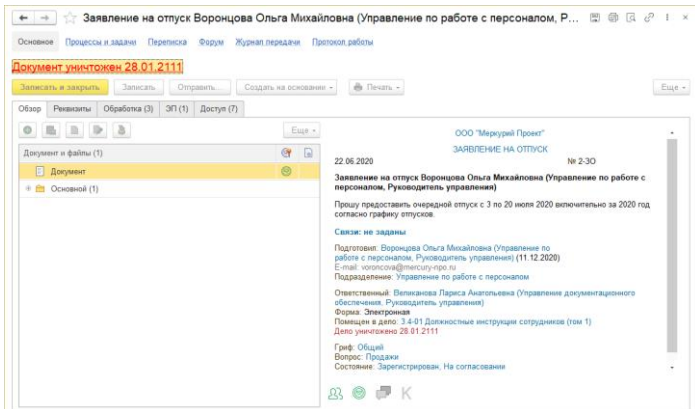 Заявление на отпуск Воронцова Ольга Михайловна (Управление по работе с персоналом, Р...
Основное Процессы и задачи Переписка Форум Журнал передачи Протокол работы
Документ уничтожен 28.01.2111
Записать и закрыть Записать Отправить... Создать на основании Печать Еще
Обзор Реквизиты Обработка (3) ЭП (1) Доступ (7)
Еще
Документ и файлы (1)
Документ
Основной (1)
ООО "Меркурий Проект"
ЗАЯВЛЕНИЕ НА ОТПУСК
22.06.2020 № 2-ЗО
Заявление на отпуск Воронцова Ольга Михайловна (Управление по работе с
персоналом, Руководитель управления)
Прошу предоставить очередной отпуск с 3 по 20 июля 2020 включительно за 2020 год
согласно графику отпусков.
Связи: не заданы
Подготовил: Воронцова Ольга Михайловна (Управление по
работе с персоналом, Руководитель управления) (11.12.2020)
E-mail: voroncova@mercury-npo.ru
Подразделение: Управление по работе с персоналом
Ответственный: Великанова Лариса Анатольевна (Управление документационного
обеспечения, Руководитель управления)
Форма: Электронная
Помещен в дело: 3.4-01 Должностные инструкции сотрудников (том 1)
Дело уничтожено 28.01.2111
Гриф: Общий
Вопрос: Продажи
Состояние: Зарегистрирован, На согласовании
К